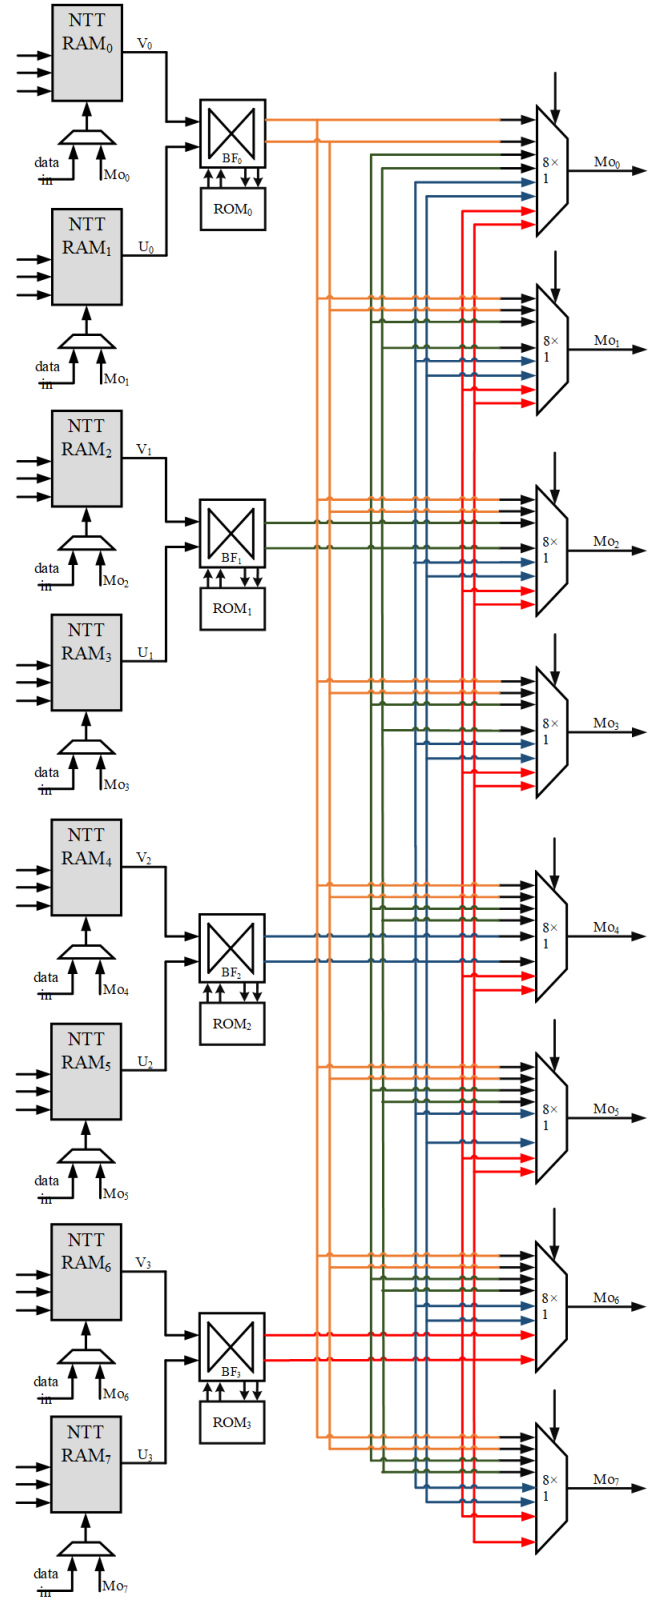 NTT
RAM₀
V₀
data
in
Mo₀
BF₀
ROM₀
8×
1
Mo₀
NTT
RAM₁
U₀
data
in
Mo₁
8×
1
Mo₁
NTT
RAM₂
V₁
data
in
Mo₂
BF₁
ROM₁
8×
1
Mo₂
NTT
RAM₃
U₁
data
in
Mo₃
8×
1
Mo₃
NTT
RAM₄
V₂
data
in
Mo₄
BF₂
ROM₂
8×
1
Mo₄
NTT
RAM₅
U₂
data
in
Mo₅
8×
1
Mo₅
NTT
RAM₆
V₃
data
in
Mo₆
BF₃
ROM₃
8×
1
Mo₆
NTT
RAM₇
U₃
data
in
Mo₇
8×
1
Mo₇